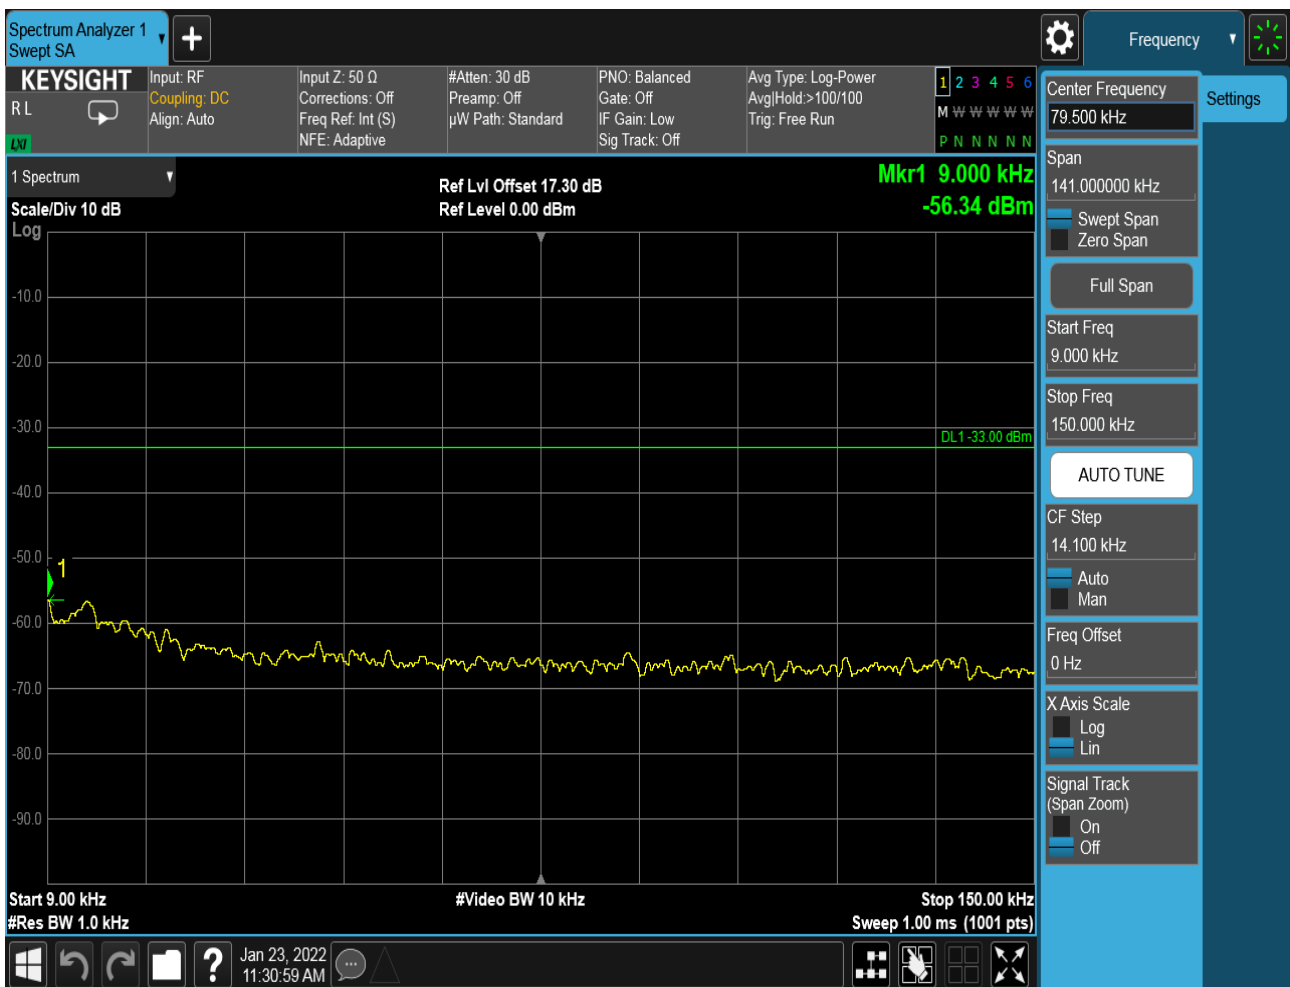 Spectrum Analyzer 1
Swept SA
Frequency
KEYSIGHT
R L
LXI
Input: RF
Coupling: DC
Align: Auto
Input Z: 50 Ω
Corrections: Off
Freq Ref: Int (S)
NFE: Adaptive
#Atten: 30 dB
Preamp: Off
µW Path: Standard
PNO: Balanced
Gate: Off
IF Gain: Low
Sig Track: Off
Avg Type: Log-Power
Avg|Hold:>100/100
Trig: Free Run
1 2 3 4 5 6
M W W W W W
P N N N N N
1 Spectrum
Scale/Div 10 dB
Log
Ref Lvl Offset 17.30 dB
Ref Level 0.00 dBm
Mkr1 9.000 kHz
-56.34 dBm
-10.0
-20.0
-30.0
DL1 -33.00 dBm
-40.0
-50.0
1
-60.0
-70.0
-80.0
-90.0
Start 9.00 kHz
#Video BW 10 kHz
Stop 150.00 kHz
#Res BW 1.0 kHz
Sweep 1.00 ms (1001 pts)
?
Jan 23, 2022
11:30:59 AM
Center Frequency
79.500 kHz
Settings
Span
141.000000 kHz
Swept Span
Zero Span
Full Span
Start Freq
9.000 kHz
Stop Freq
150.000 kHz
AUTO TUNE
CF Step
14.100 kHz
Auto
Man
Freq Offset
0 Hz
X Axis Scale
Log
Lin
Signal Track
(Span Zoom)
On
Off